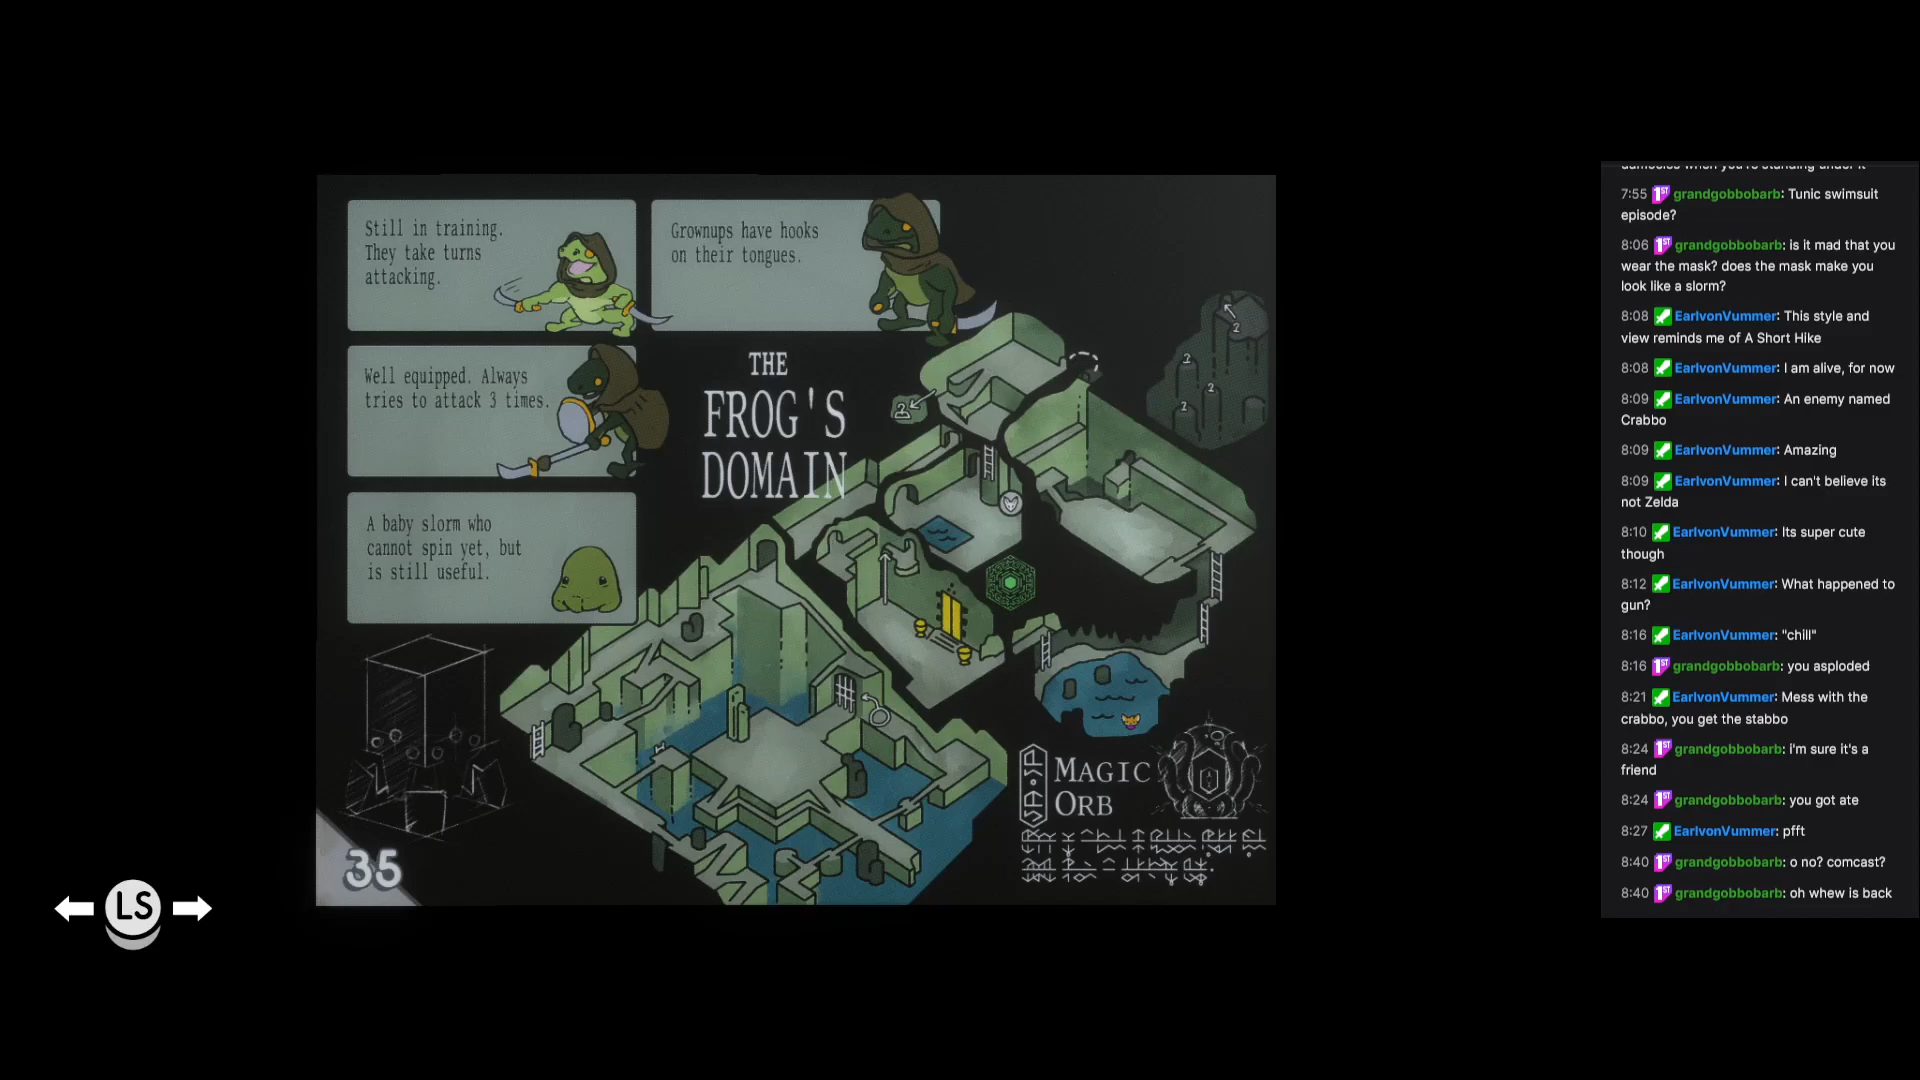 Still in training.
They take turns
attacking.
Grownups have hooks
on their tongues.
Well equipped. Always
tries to attack 3 times.
A baby slorm who
cannot spin yet, but
is still useful.
THE
FROG'S
DOMAIN
2
2
2
2
2
MAGIC
ORB
35
LS
7:55 grandgobbobarb: Tunic swimsuit
episode?
8:06 grandgobbobarb: is it mad that you
wear the mask? does the mask make you
look like a slorm?
8:08 EarlvonVummer: This style and
view reminds me of A Short Hike
8:08 EarlvonVummer: I am alive, for now
8:09 EarlvonVummer: An enemy named
Crabbo
8:09 EarlvonVummer: Amazing
8:09 EarlvonVummer: I can't believe its
not Zelda
8:10 EarlvonVummer: Its super cute
though
8:12 EarlvonVummer: What happened to
gun?
8:16 EarlvonVummer: "chill"
8:16 grandgobbobarb: you asploded
8:21 EarlvonVummer: Mess with the
crabbo, you get the stabbo
8:24 grandgobbobarb: i'm sure it's a
friend
8:24 grandgobbobarb: you got ate
8:27 EarlvonVummer: pfft
8:40 grandgobbobarb: o no? comcast?
8:40 grandgobbobarb: oh whew is back